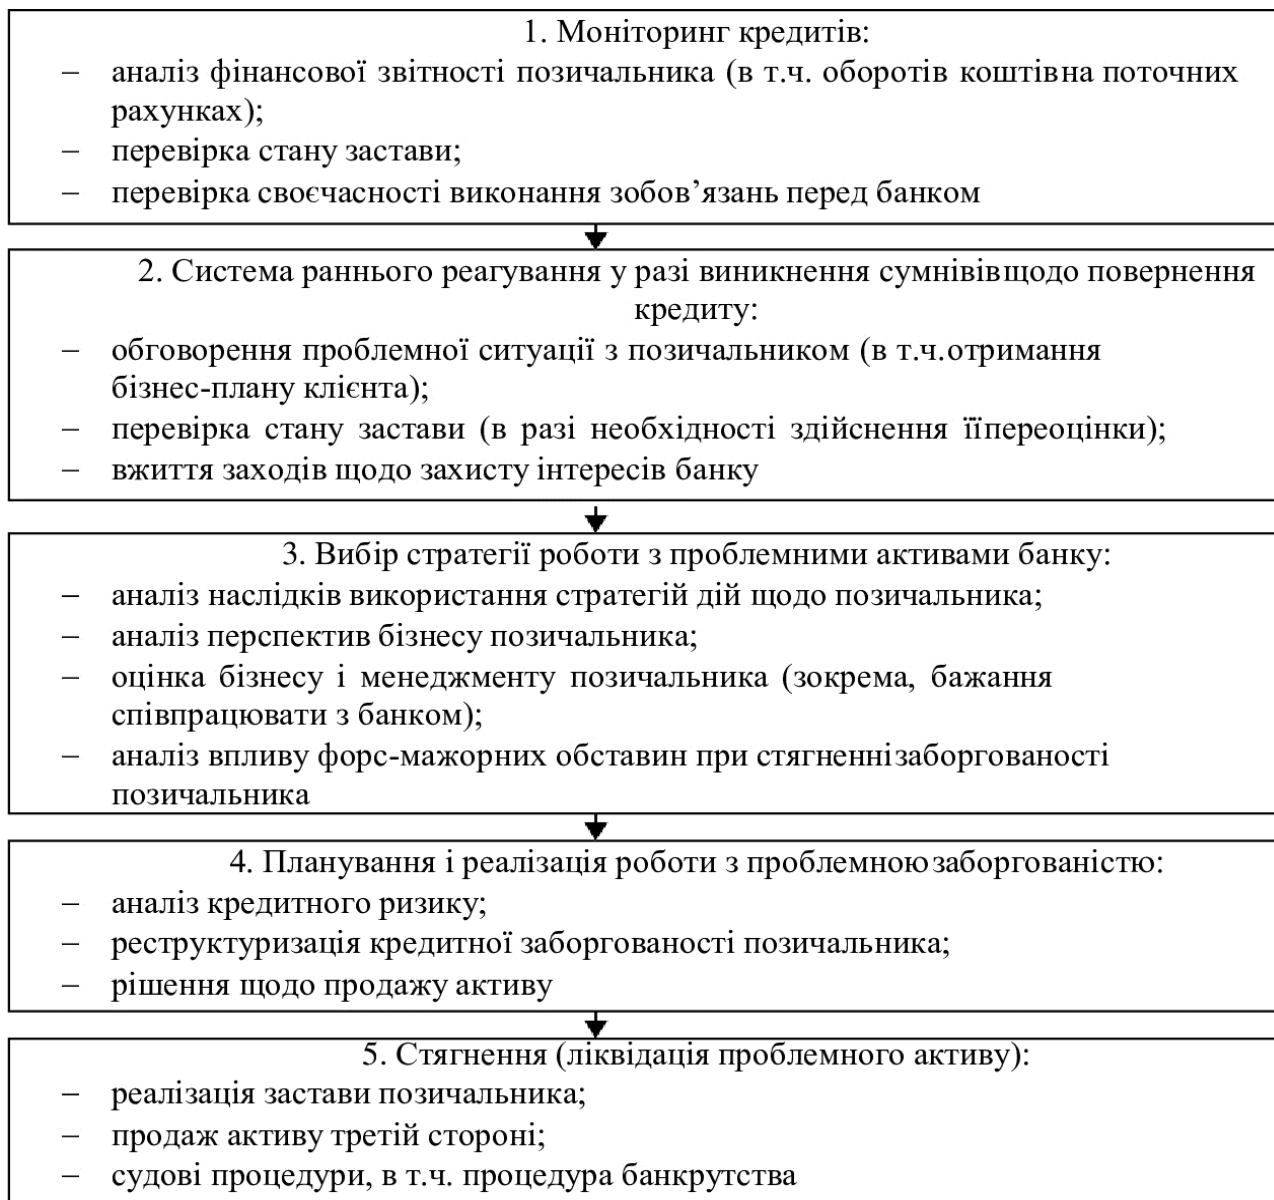 1. Моніторинг кредитів:
– аналіз фінансової звітності позичальника (в т.ч. оборотів коштівна поточних
рахунках);
– перевірка стану застави;
– перевірка своєчасності виконання зобов’язань перед банком
2. Система раннього реагування у разі виникнення сумнівівщодо повернення
кредиту:
– обговорення проблемної ситуації з позичальником (в т.ч.отримання
бізнес-плану клієнта);
– перевірка стану застави (в разі необхідності здійснення їїпереоцінки);
– вжиття заходів щодо захисту інтересів банку
3. Вибір стратегії роботи з проблемними активами банку:
– аналіз наслідків використання стратегій дій щодо позичальника;
– аналіз перспектив бізнесу позичальника;
– оцінка бізнесу і менеджменту позичальника (зокрема, бажання
співпрацювати з банком);
– аналіз впливу форс-мажорних обставин при стягненнізаборгованості
позичальника
4. Планування і реалізація роботи з проблемноюзаборгованістю:
– аналіз кредитного ризику;
– реструктуризація кредитної заборгованості позичальника;
– рішення щодо продажу активу
5. Стягнення (ліквідація проблемного активу):
– реалізація застави позичальника;
– продаж активу третій стороні;
– судові процедури, в т.ч. процедура банкрутства